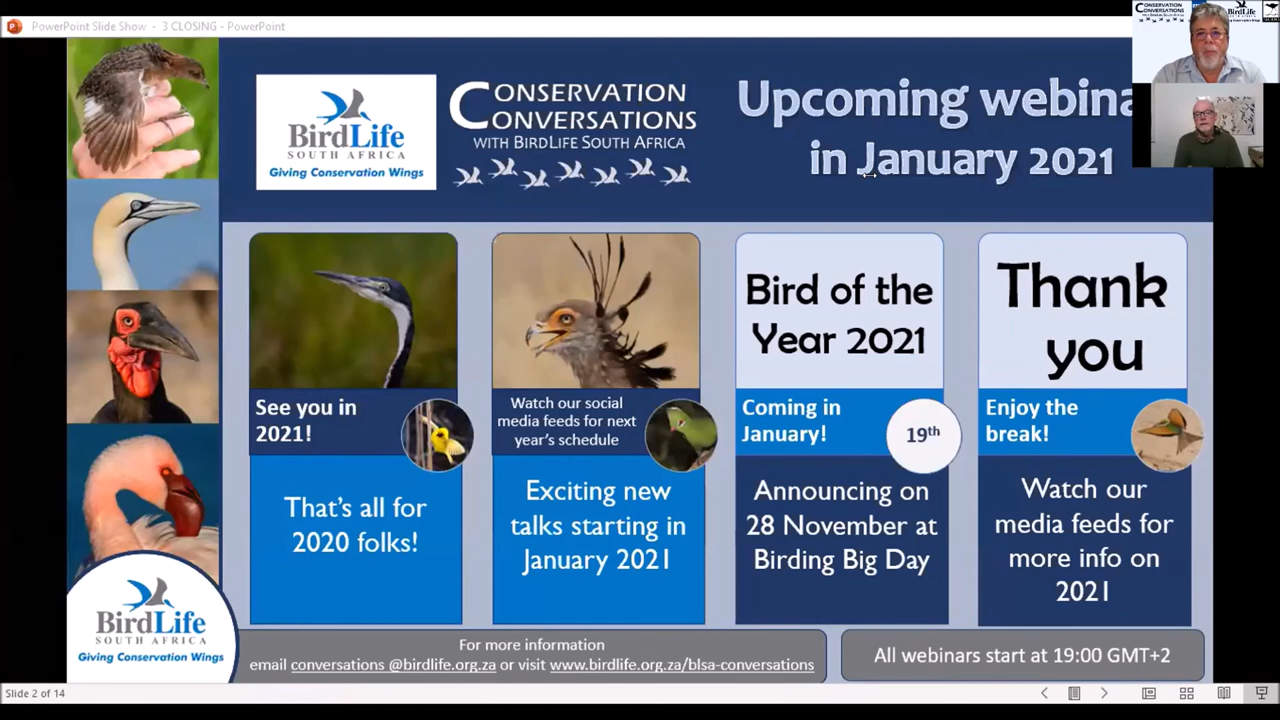 PowerPoint Slide Show - 3 CLOSING - PowerPoint
BirdLife
SOUTH AFRICA
Giving Conservation Wings
CONSERVATION
CONVERSATIONS
WITH BIRDLIFE SOUTH AFRICA
Upcoming webina
in January 2021
Bird of the
Year 2021
Thank
you
See you in
2021!
Watch our social
media feeds for next
year's schedule
Coming in
January!
19th
Enjoy the
break!
That's all for
2020 folks!
Exciting new
talks starting in
January 2021
Announcing on
28 November at
Birding Big Day
Watch our
media feeds for
more info on
2021
BirdLife
SOUTH AFRICA
Giving Conservation Wings
For more information
email conversations @birdlife.org.za or visit www.birdlife.org.za/blsa-conversations
All webinars start at 19:00 GMT+2
Slide 2 of 14